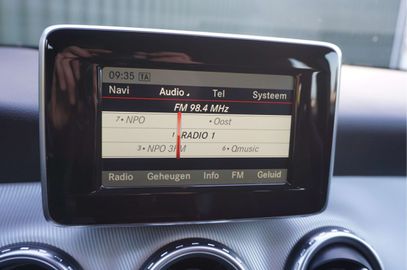 09:35 TA
Navi Audio Tel Systeem
FM 98.4 MHz
7• NPO •Oost
1 RADIO 1
3•NPO 3FM 6•Qmusic
Radio Geheugen Info FM Geluid